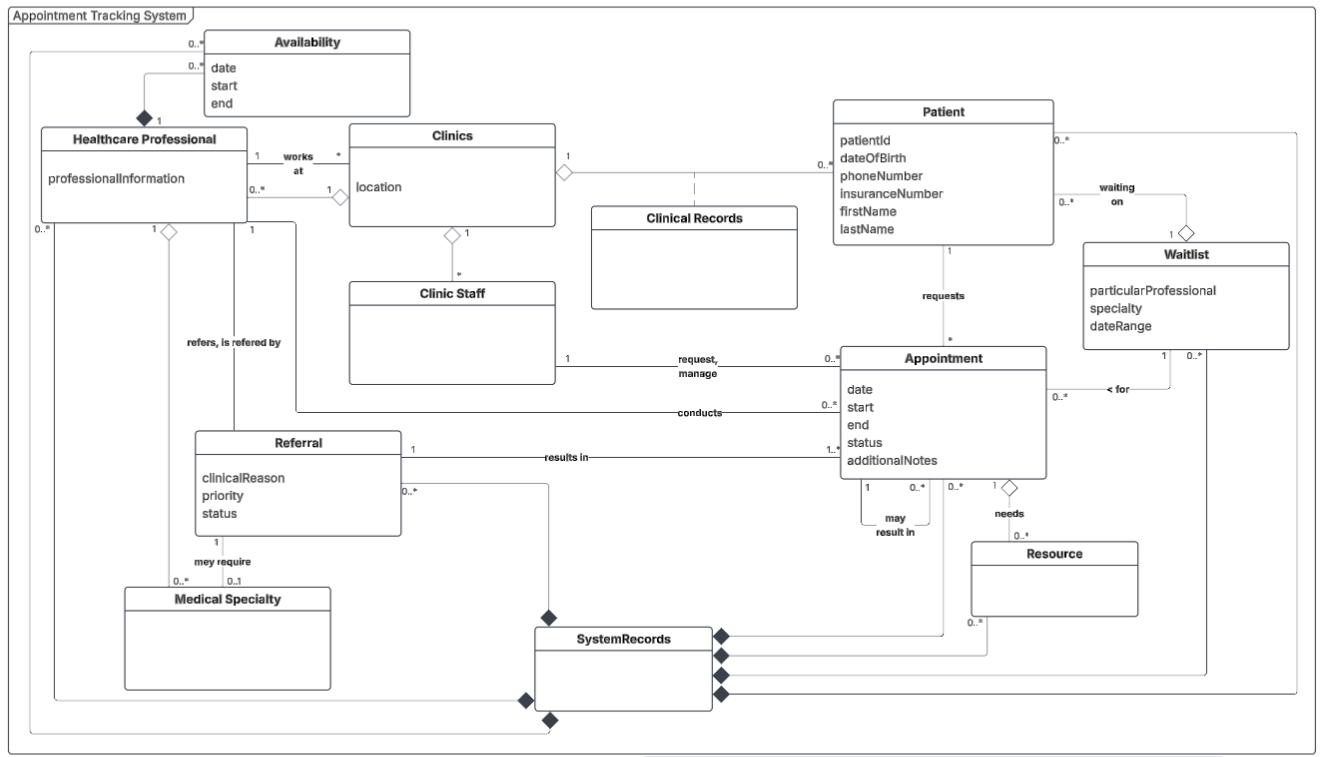 Appointment Tracking System
0..*
Availability
0..*
date
start
end
1
Healthcare Professional
professionalInformation
1
works
at
*
0..*
1
Clinics
location
1
0..*
Patient
patientId
dateOfBirth
phoneNumber
insuranceNumber
firstName
lastName
0..*
waiting
on
0..*
1
Waitlist
particularProfessional
specialty
dateRange
Clinical Records
0..*
1
1
1
*
Clinic Staff
1
requests
*
1
request,
manage
0..*
refers, is refered by
Appointment
date
start
end
status
additionalNotes
1
0..*
< for
0..*
conducts
0..*
Referral
clinicalReason
priority
status
1
results in
1..*
0..*
1
0..*
0..*
1
may
result in
needs
0..*
Resource
1
mey require
0..*
0..1
Medical Specialty
0..*
SystemRecords